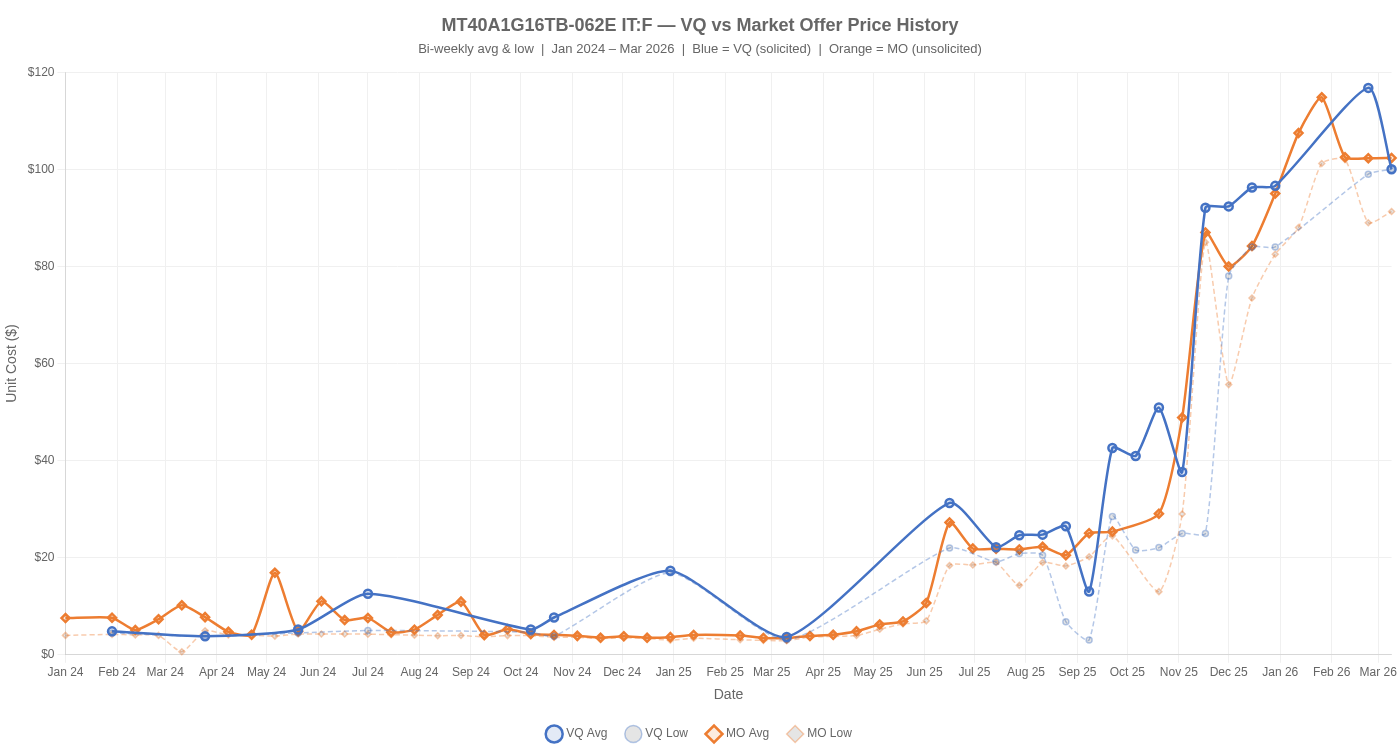 MT40A1G16TB-062E IT:F — VQ vs Market Offer Price History
Bi-weekly avg & low | Jan 2024 – Mar 2026 | Blue = VQ (solicited) | Orange = MO (unsolicited)
$120
$100
$80
$60
$40
$20
$0
Unit Cost ($)
Jan 24 Feb 24 Mar 24 Apr 24 May 24 Jun 24 Jul 24 Aug 24 Sep 24 Oct 24 Nov 24 Dec 24 Jan 25 Feb 25 Mar 25 Apr 25 May 25 Jun 25 Jul 25 Aug 25 Sep 25 Oct 25 Nov 25 Dec 25 Jan 26 Feb 26 Mar 26
Date
VQ Avg VQ Low MO Avg MO Low